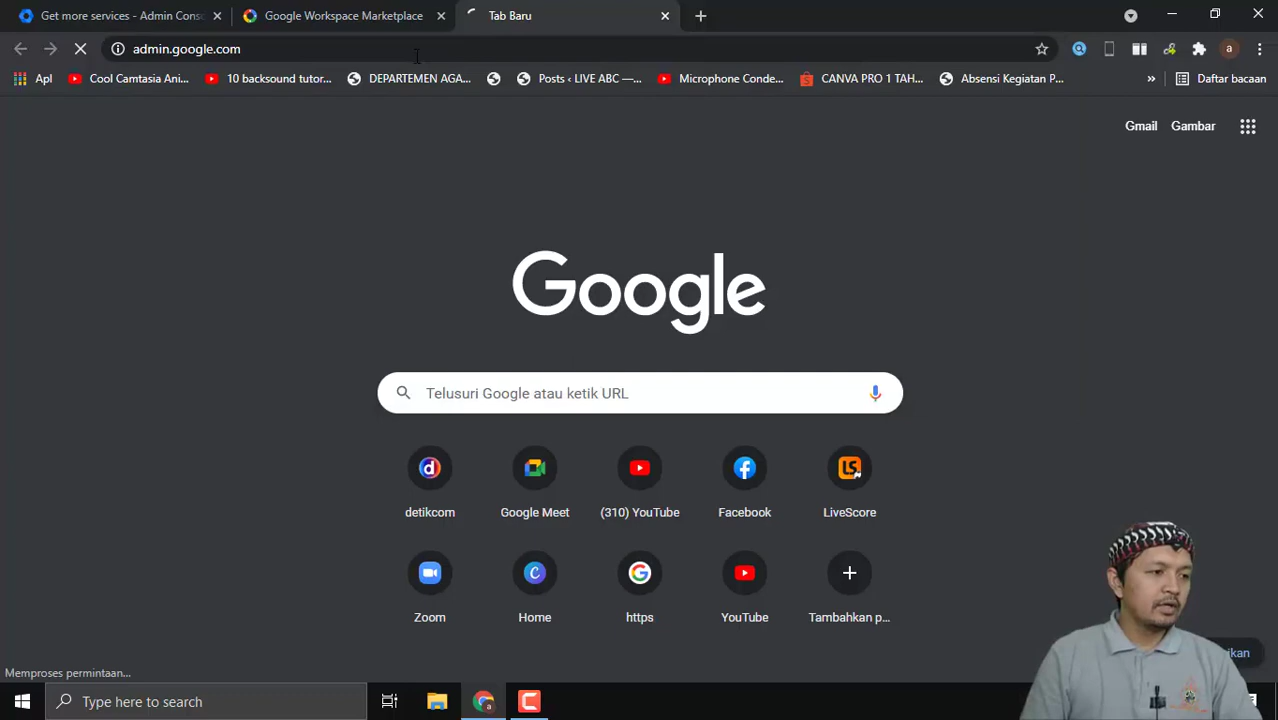 Get more services - Admin Conso
Google Workspace Marketplace
Tab Baru
admin.google.com
a
Apl
Cool Camtasia Ani...
10 backsound tutor...
DEPARTEMEN AGA...
Posts ‹ LIVE ABC —...
Microphone Conde...
CANVA PRO 1 TAH...
Absensi Kegiatan P...
»
Daftar bacaan
Gmail
Gambar
Google
Telusuri Google atau ketik URL
detikcom
Google Meet
(310) YouTube
Facebook
LiveScore
Zoom
Home
https
YouTube
Tambahkan p...
ikan
Memproses permintaan...
Type here to search